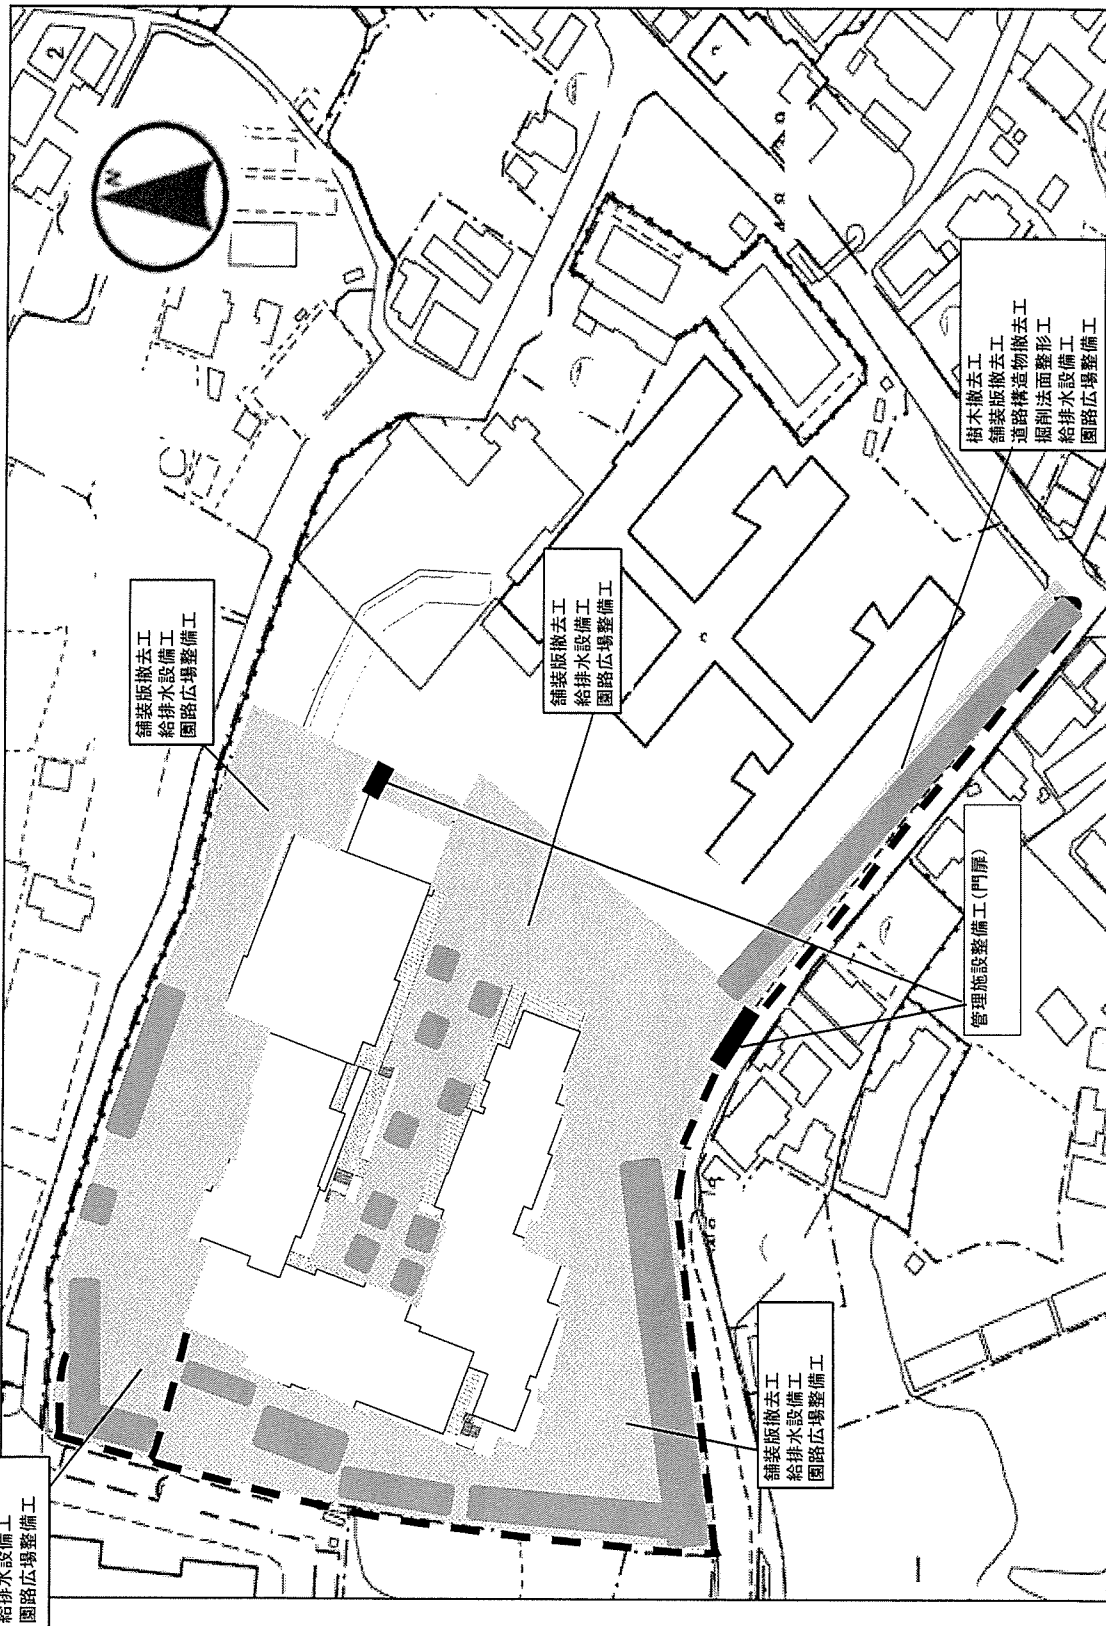 給排水設備工
園路広場整備工
舗装版撤去工
給排水設備工
園路広場整備工
舗装版撤去工
給排水設備工
園路広場整備工
樹木撤去工
舗装版撤去工
道路構造物撤去工
掘削法面整形工
給排水設備工
園路広場整備工
管理施設整備工(門扉)
舗装版撤去工
給排水設備工
園路広場整備工
N
2